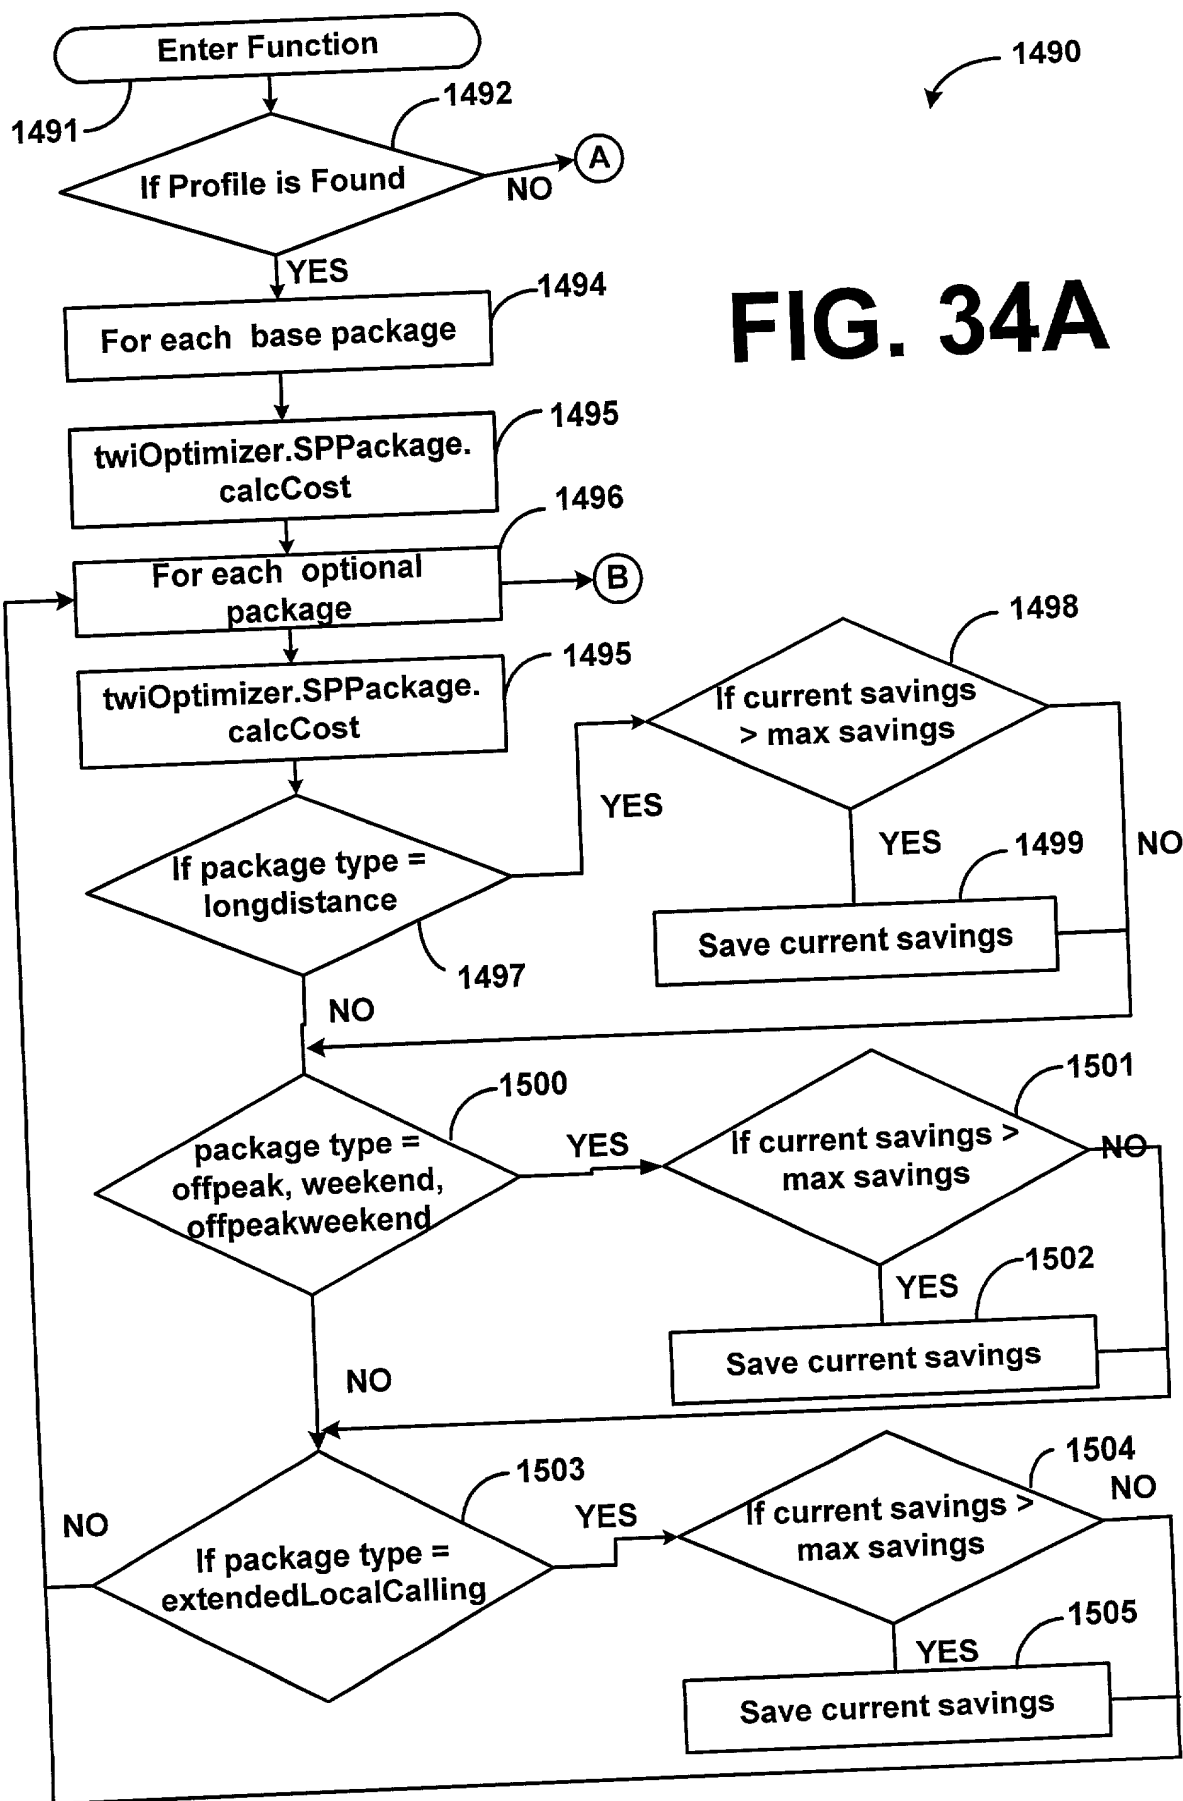 Enter Function
1490
1491
1492
If Profile is Found
NO
A
YES
For each base package
1494
FIG. 34A
twiOptimizer.SPPackage.
calcCost
1495
For each optional
package
1496
B
twiOptimizer.SPPackage.
calcCost
1495
If current savings
> max savings
1498
YES
If package type =
longdistance
1497
YES
NO
1499
Save current savings
NO
package type =
offpeak, weekend,
offpeakweekend
1500
YES
If current savings >
max savings
1501
NO
YES
1502
Save current savings
NO
If package type =
extendedLocalCalling
1503
NO
YES
If current savings >
max savings
1504
NO
YES
1505
Save current savings